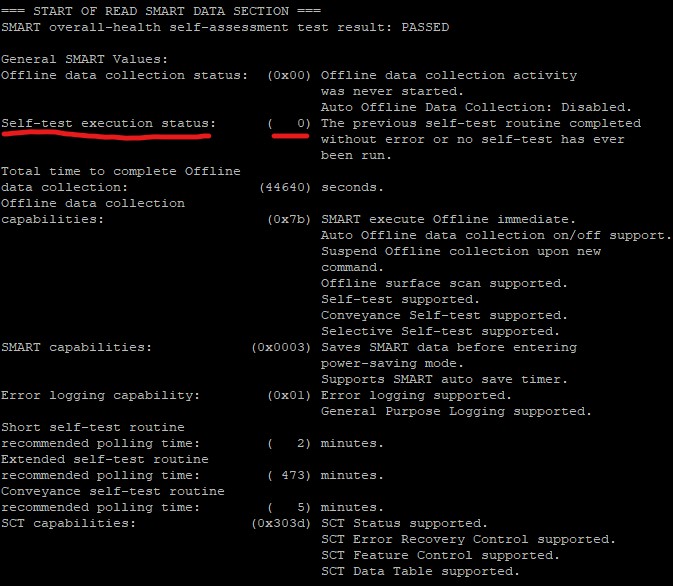 === START OF READ SMART DATA SECTION ===
SMART overall-health self-assessment test result: PASSED

General SMART Values:
Offline data collection status:  (0x00) Offline data collection activity
                                        was never started.
                                        Auto Offline Data Collection: Disabled.
Self-test execution status:      (   0) The previous self-test routine completed
                                        without error or no self-test has ever
                                        been run.
Total time to complete Offline
data collection:                (44640) seconds.
Offline data collection
capabilities:                    (0x7b) SMART execute Offline immediate.
                                        Auto Offline data collection on/off support.
                                        Suspend Offline collection upon new
                                        command.
                                        Offline surface scan supported.
                                        Self-test supported.
                                        Conveyance Self-test supported.
                                        Selective Self-test supported.
SMART capabilities:            (0x0003) Saves SMART data before entering
                                        power-saving mode.
                                        Supports SMART auto save timer.
Error logging capability:        (0x01) Error logging supported.
                                        General Purpose Logging supported.
Short self-test routine
recommended polling time:        (   2) minutes.
Extended self-test routine
recommended polling time:        ( 473) minutes.
Conveyance self-test routine
recommended polling time:        (   5) minutes.
SCT capabilities:              (0x303d) SCT Status supported.
                                        SCT Error Recovery Control supported.
                                        SCT Feature Control supported.
                                        SCT Data Table supported.